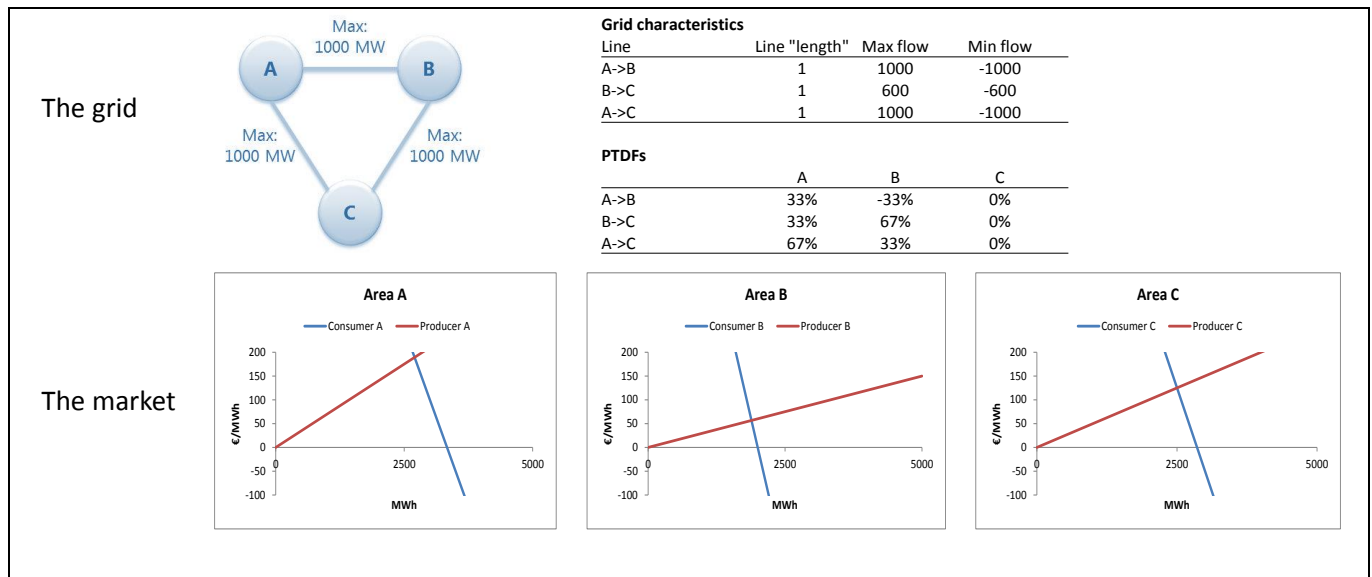 The grid
Max:
1000 MW
A
B
Max:
1000 MW
Max:
1000 MW
C
Grid characteristics
Line Line "length" Max flow Min flow
A->B 1 1000 -1000
B->C 1 600 -600
A->C 1 1000 -1000
PTDFs
A B C
A->B 33% -33% 0%
B->C 33% 67% 0%
A->C 67% 33% 0%
The market
Area A
Consumer A Producer A
200
150
100
50
0
-50
-100
0 2500 5000
€/MWh
MWh
Area B
Consumer B Producer B
200
150
100
50
0
-50
-100
0 2500 5000
€/MWh
MWh
Area C
Consumer C Producer C
200
150
100
50
0
-50
-100
0 2500 5000
€/MWh
MWh